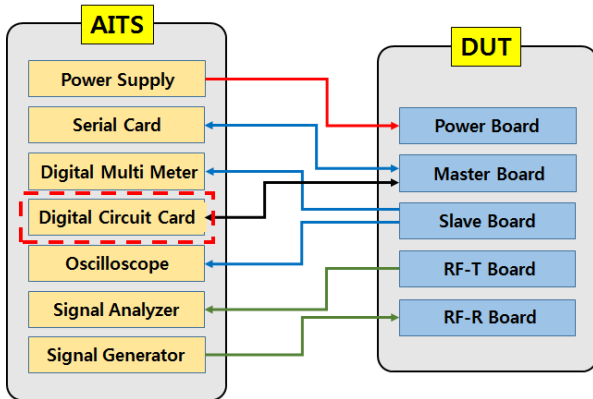 AITS
Power Supply
Serial Card
Digital Multi Meter
Digital Circuit Card
Oscilloscope
Signal Analyzer
Signal Generator
DUT
Power Board
Master Board
Slave Board
RF-T Board
RF-R Board